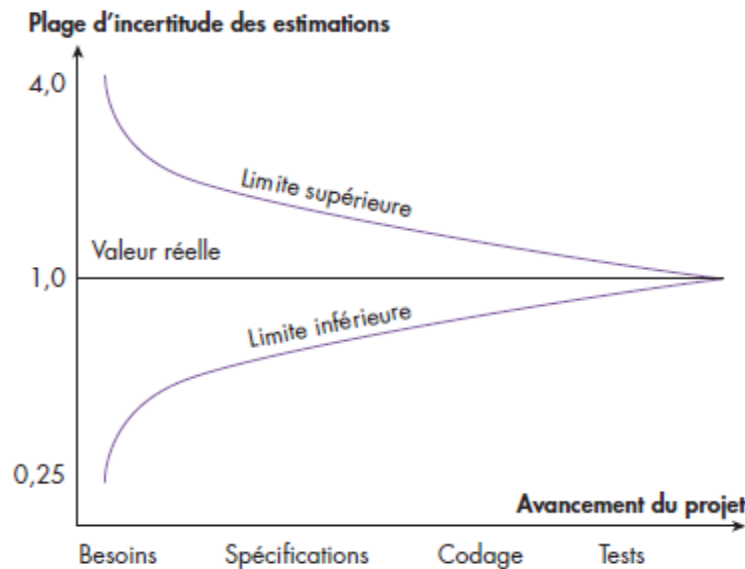 Plage d'incertitude des estimations
4,0
Limite supérieure
Valeur réelle
1,0
Limite inférieure
0,25
Avancement du projet
Besoins Spécifications Codage Tests